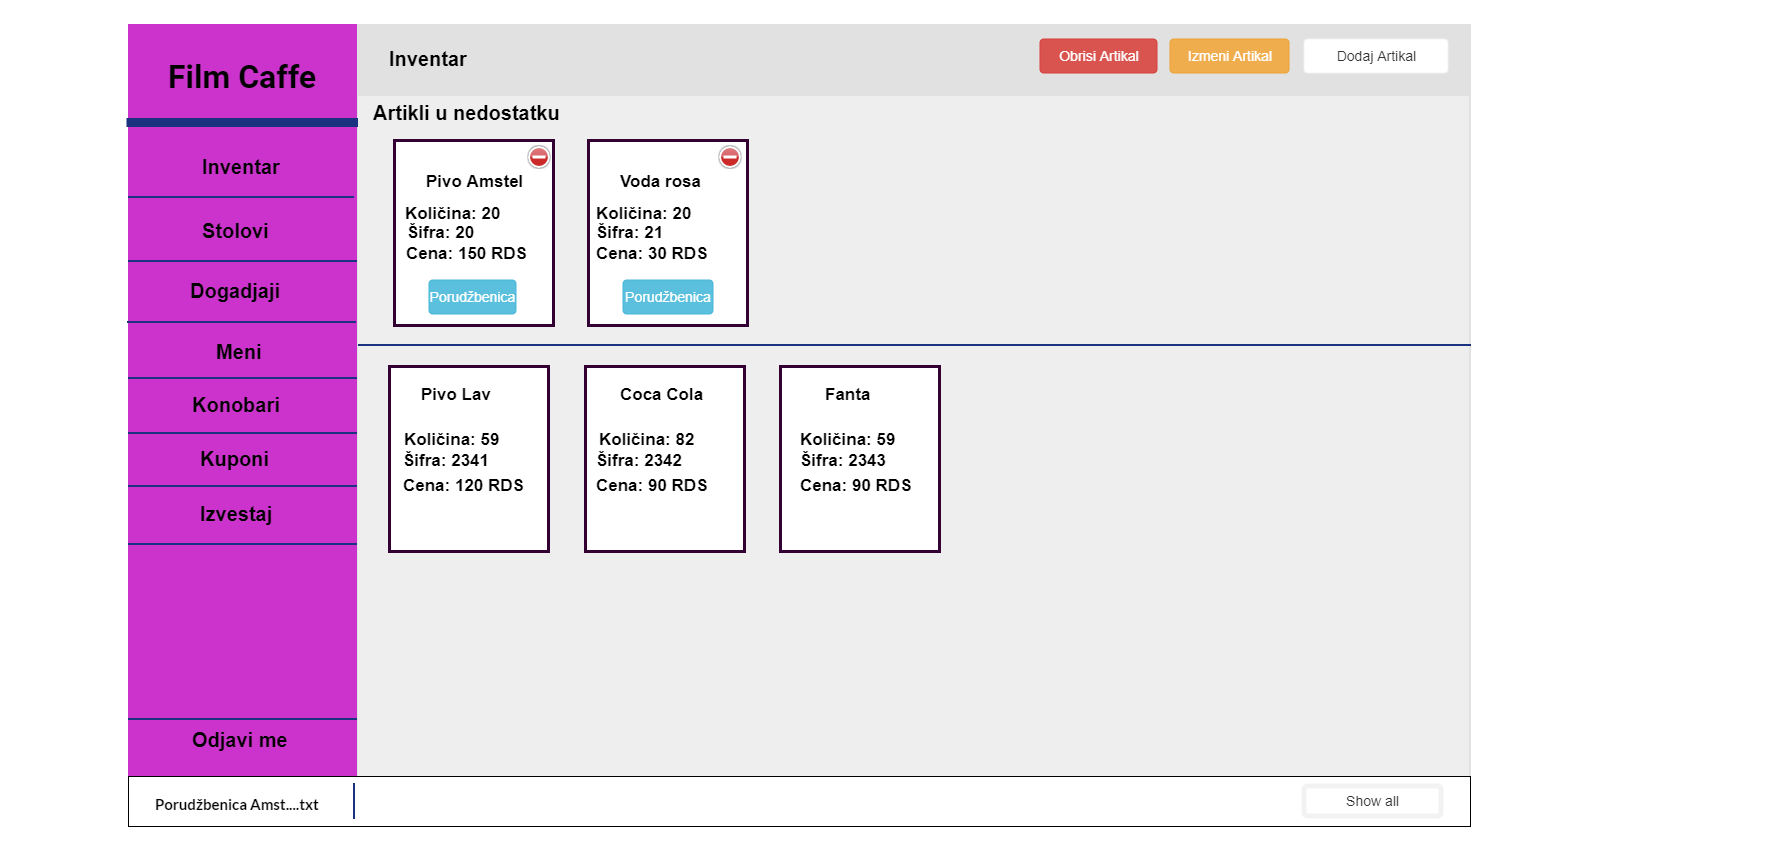 Film Caffe
Inventar
Stolovi
Dogadjaji
Meni
Konobari
Kuponi
Izvestaj
Odjavi me
Inventar
Obrisi Artikal
Izmeni Artikal
Dodaj Artikal
Artikli u nedostatku
Pivo Amstel
Količina: 20
Šifra: 20
Cena: 150 RDS
Porudžbenica
Voda rosa
Količina: 20
Šifra: 21
Cena: 30 RDS
Porudžbenica
Pivo Lav
Količina: 59
Šifra: 2341
Cena: 120 RDS
Coca Cola
Količina: 82
Šifra: 2342
Cena: 90 RDS
Fanta
Količina: 59
Šifra: 2343
Cena: 90 RDS
Porudžbenica Amst....txt
Show all